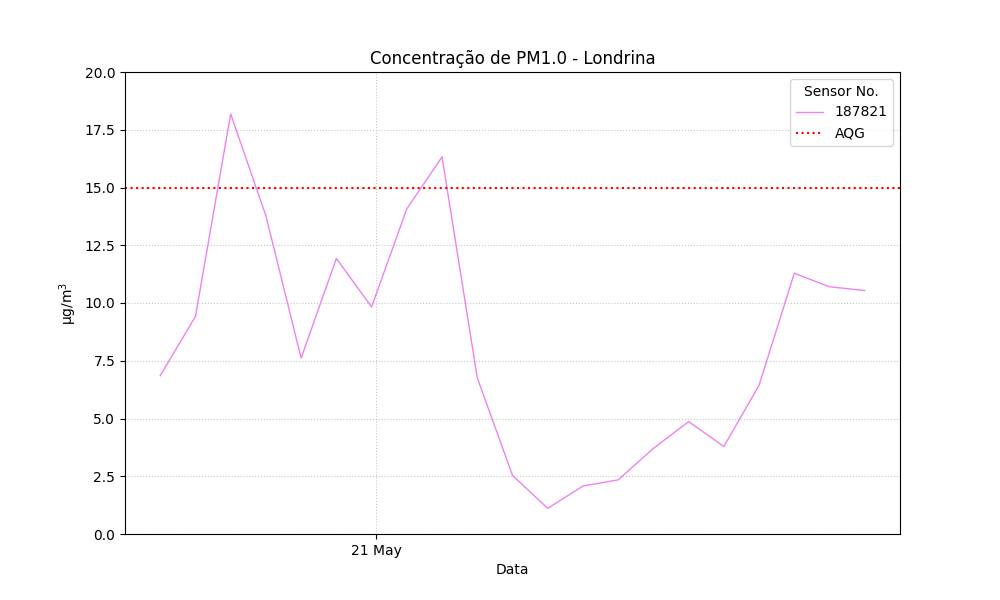 Concentração de PM1.0 - Londrina
Sensor No.
187821
AQG
20.0
17.5
15.0
12.5
10.0
7.5
5.0
2.5
0.0
µg/m³
21 May
Data